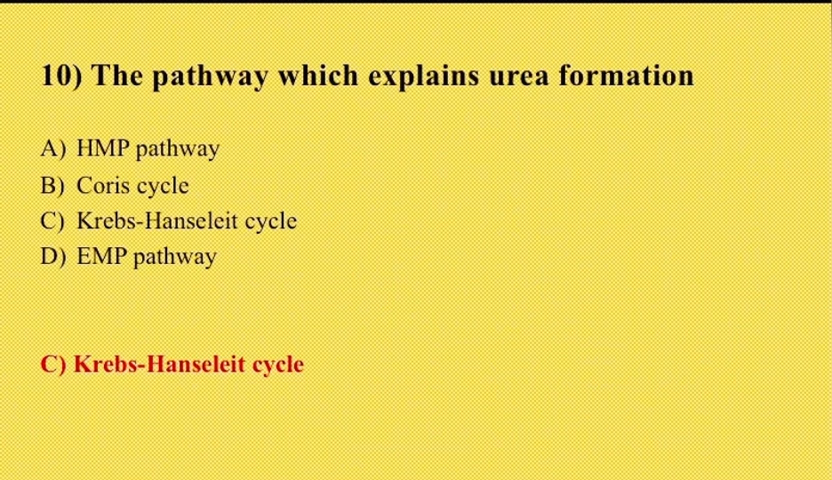 10) The pathway which explains urea formation
A) HMP pathway
B) Coris cycle
C) Krebs-Hanseleit cycle
D) EMP pathway
C) Krebs-Hanseleit cycle